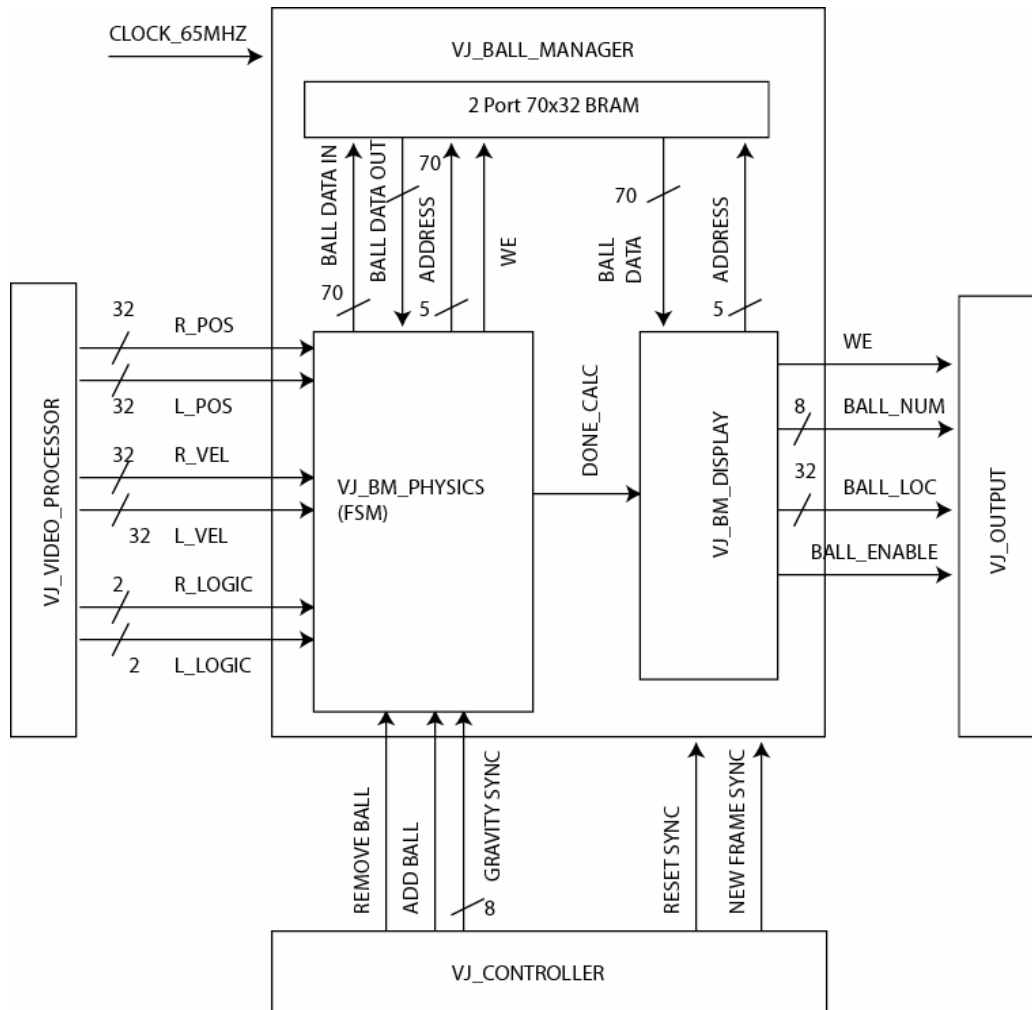 CLOCK_65MHZ
VJ_BALL_MANAGER
2 Port 70x32 BRAM
BALL DATA IN
BALL DATA OUT
70
ADDRESS
WE
70
5
70
BALL
DATA
ADDRESS
5
VJ_VIDEO_PROCESSOR
32
R_POS
32
L_POS
32
R_VEL
32
L_VEL
2
R_LOGIC
2
L_LOGIC
VJ_BM_PHYSICS
(FSM)
DONE_CALC
VJ_BM_DISPLAY
WE
8
BALL_NUM
32
BALL_LOC
BALL_ENABLE
VJ_OUTPUT
REMOVE BALL
ADD BALL
GRAVITY SYNC
8
RESET SYNC
NEW FRAME SYNC
VJ_CONTROLLER